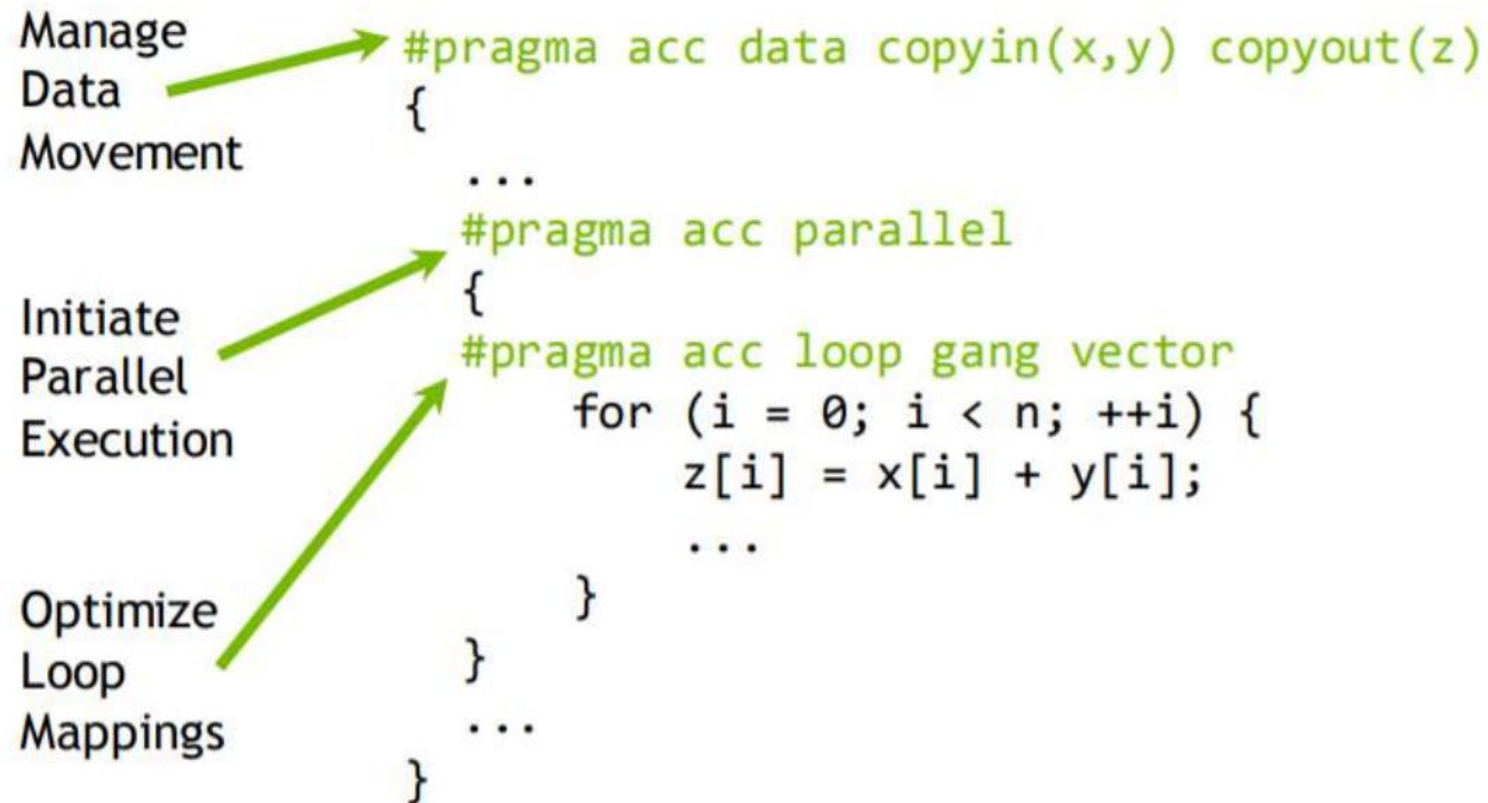 Manage
Data
Movement
#pragma acc data copyin(x,y) copyout(z)
{
...
#pragma acc parallel
{
Initiate
Parallel
Execution
#pragma acc loop gang vector
for (i = 0; i < n; ++i) {
z[i] = x[i] + y[i];
...
}
Optimize
Loop
Mappings
}
...
}